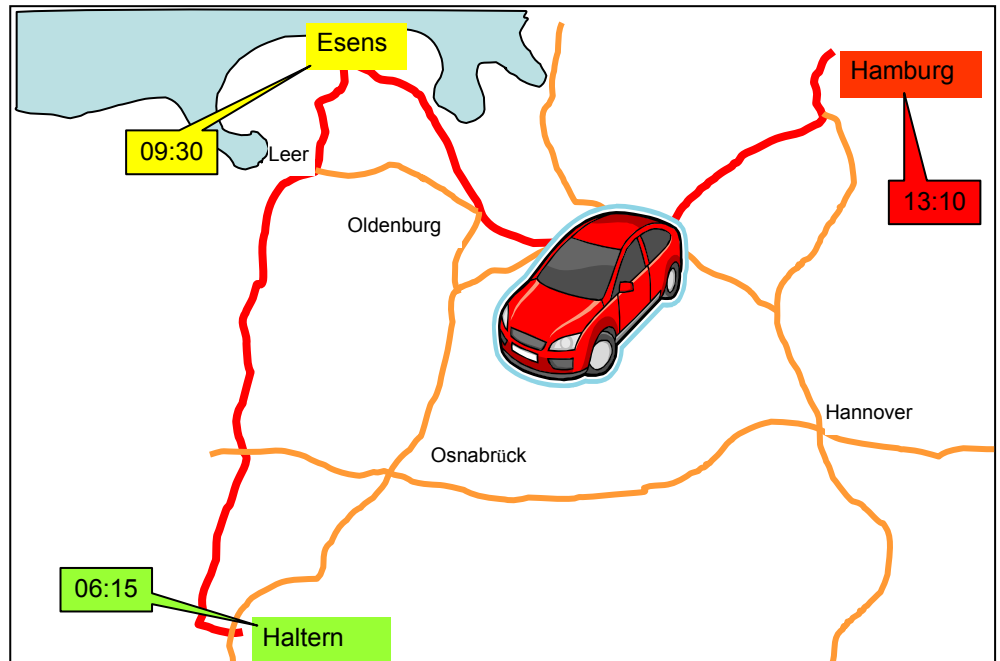 Esens
Hamburg
09:30
Leer
13:10
Oldenburg
Hannover
Osnabrück
06:15
Haltern